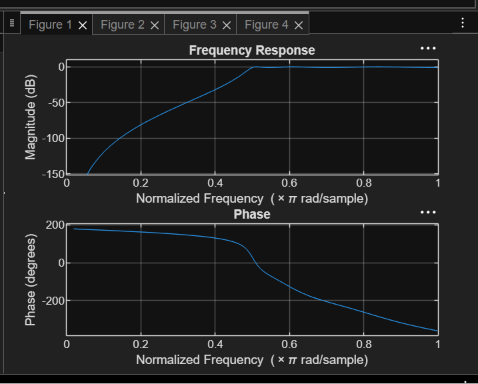 Figure 1 × Figure 2 × Figure 3 × Figure 4 ×
Frequency Response
Magnitude (dB)
0
-50
-100
-150
0 0.2 0.4 0.6 0.8 1
Normalized Frequency (×π rad/sample)
Phase
Phase (degrees)
200
0
-200
0 0.2 0.4 0.6 0.8 1
Normalized Frequency (×π rad/sample)